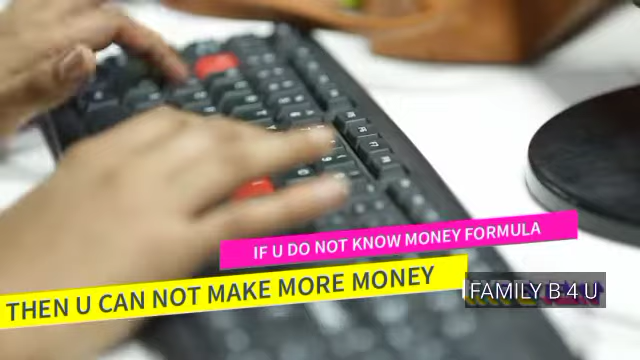 IF U DO NOT KNOW MONEY FORMULA
THEN U CAN NOT MAKE MORE MONEY
FAMILY B 4 U